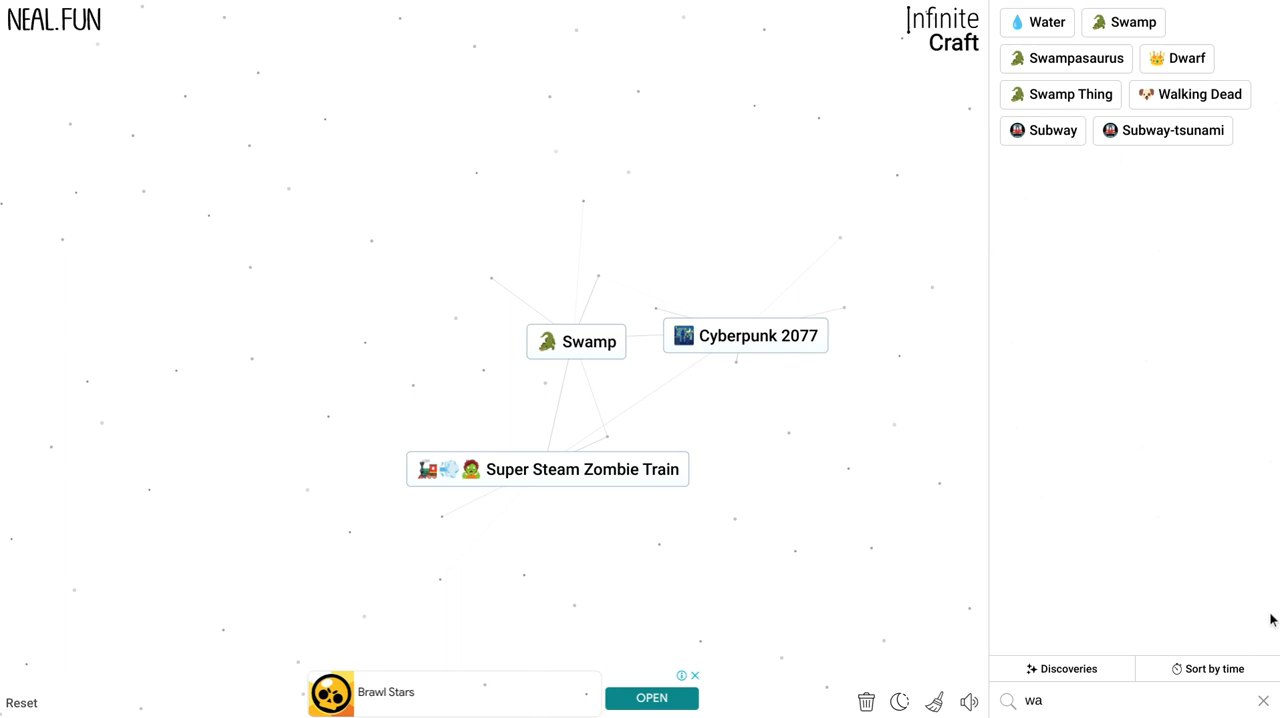 NEAL.FUN
Infinite
Craft
Water
Swamp
Swampasaurus
Dwarf
Swamp Thing
Walking Dead
Subway
Subway-tsunami
Swamp
Cyberpunk 2077
Super Steam Zombie Train
Brawl Stars
OPEN
Reset
Discoveries
Sort by time
wa